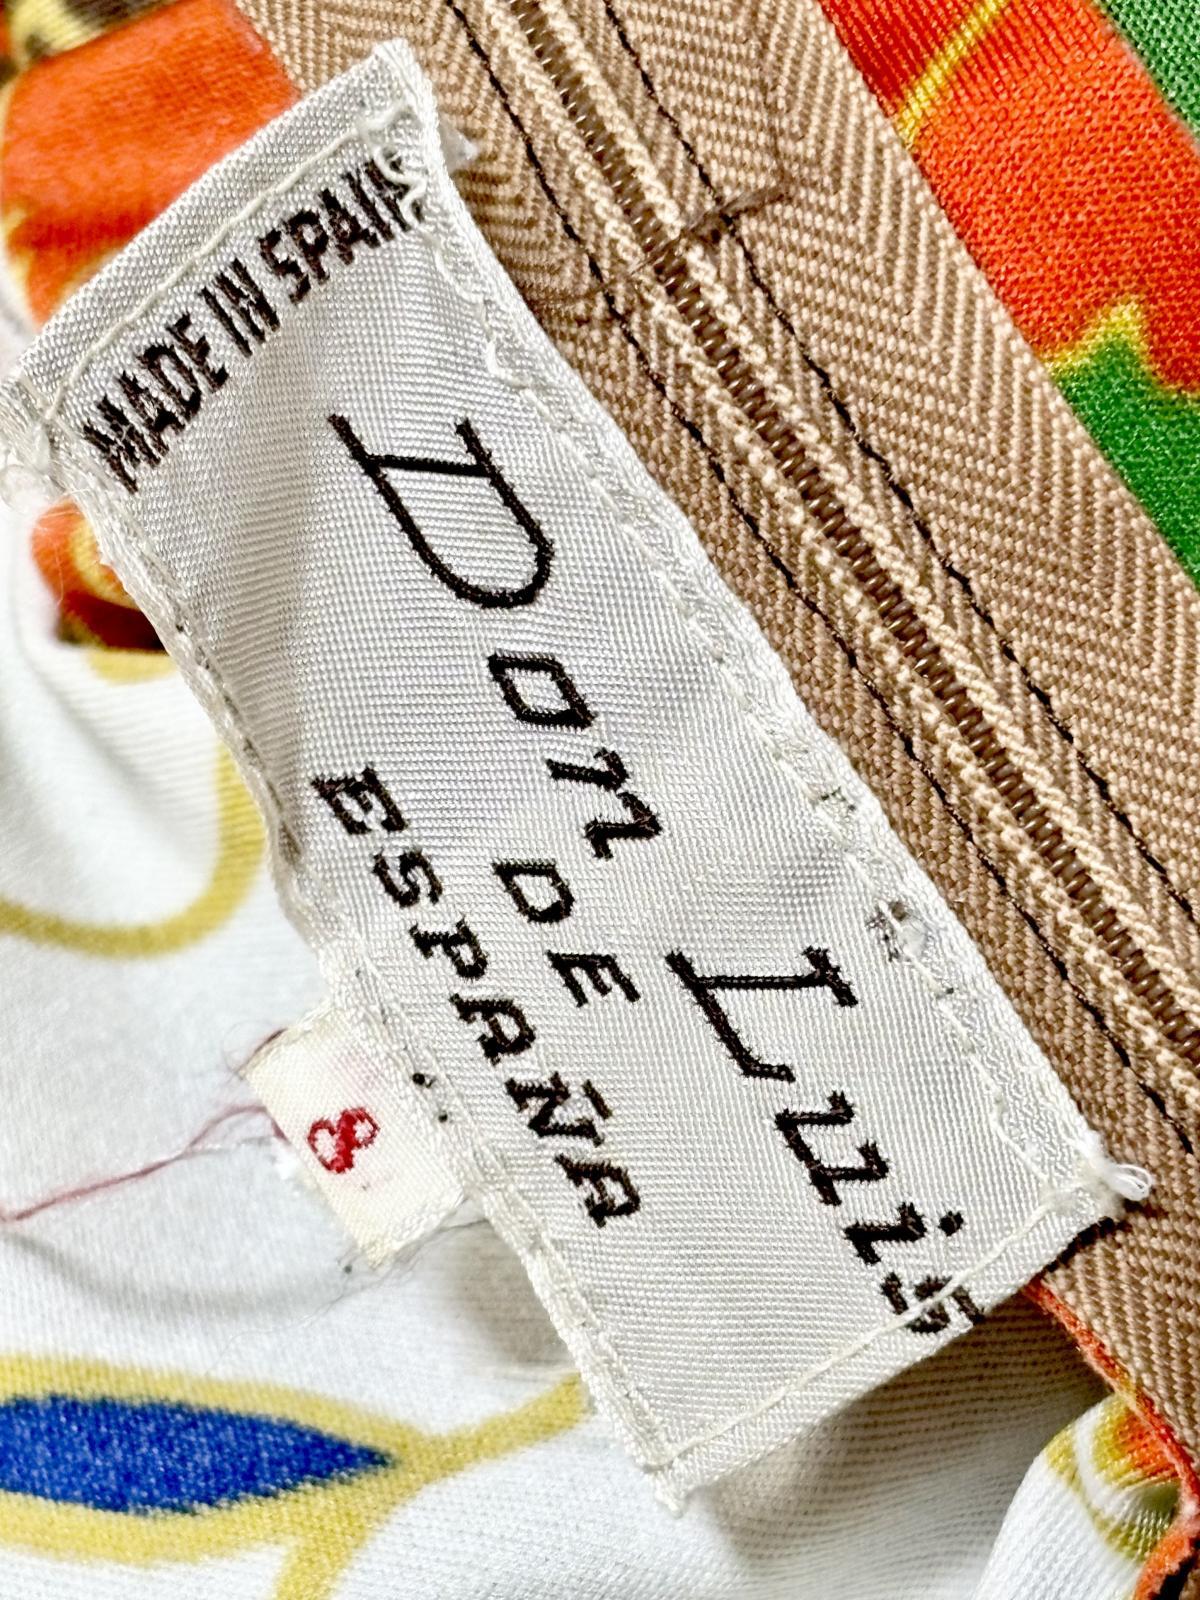 MADE IN SPAIN
Don Luis
DE
ESPAÑA
8